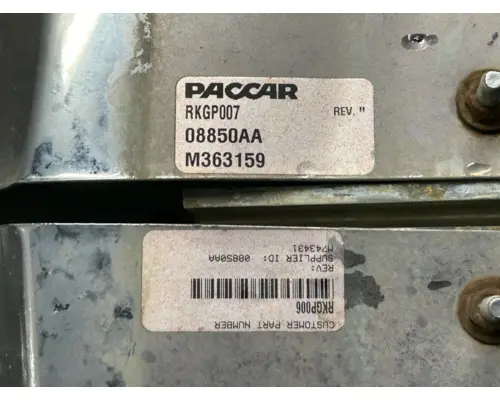 PACCAR
RKGP007 REV. "
08850AA
M363159
CUSTOMER PART NUMBER
RKGP006
REV:
SUPPLIER ID: 08850AA
M743431